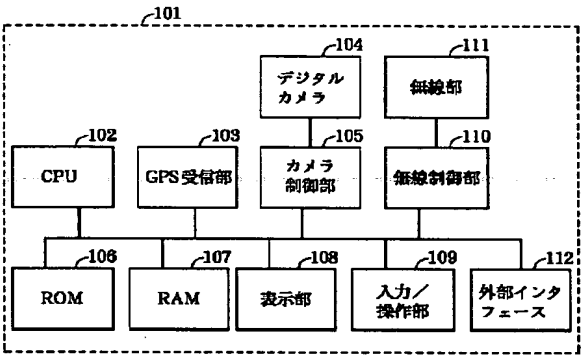 101
104
デジタル
カメラ
111
無線部
102
CPU
103
GPS受信部
105
カメラ
制御部
110
無線制御部
106
ROM
107
RAM
108
表示部
109
入力/
操作部
112
外部インタ
フェース